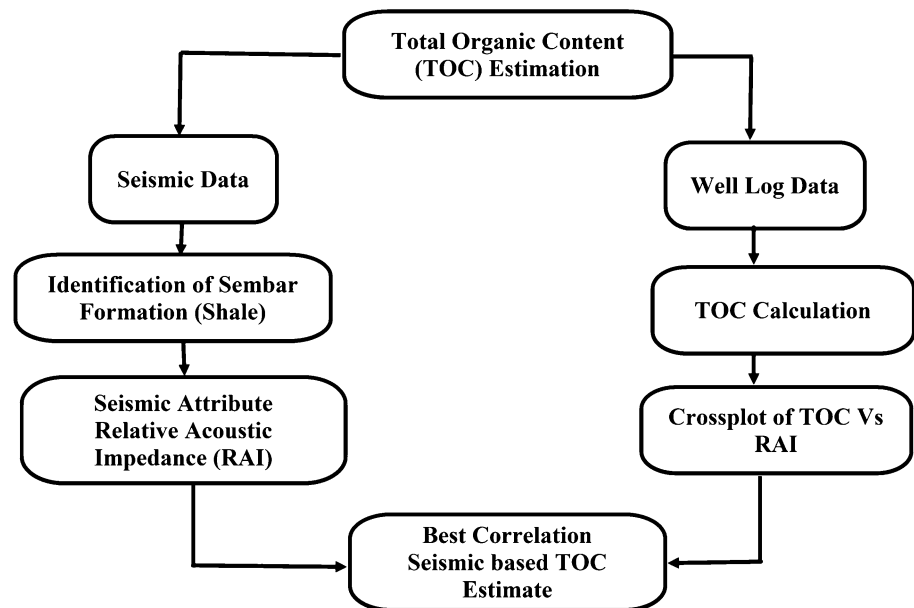 Total Organic Content
(TOC) Estimation
Seismic Data
Well Log Data
Identification of Sembar
Formation (Shale)
TOC Calculation
Seismic Attribute
Relative Acoustic
Impedance (RAI)
Crossplot of TOC Vs
RAI
Best Correlation
Seismic based TOC
Estimate